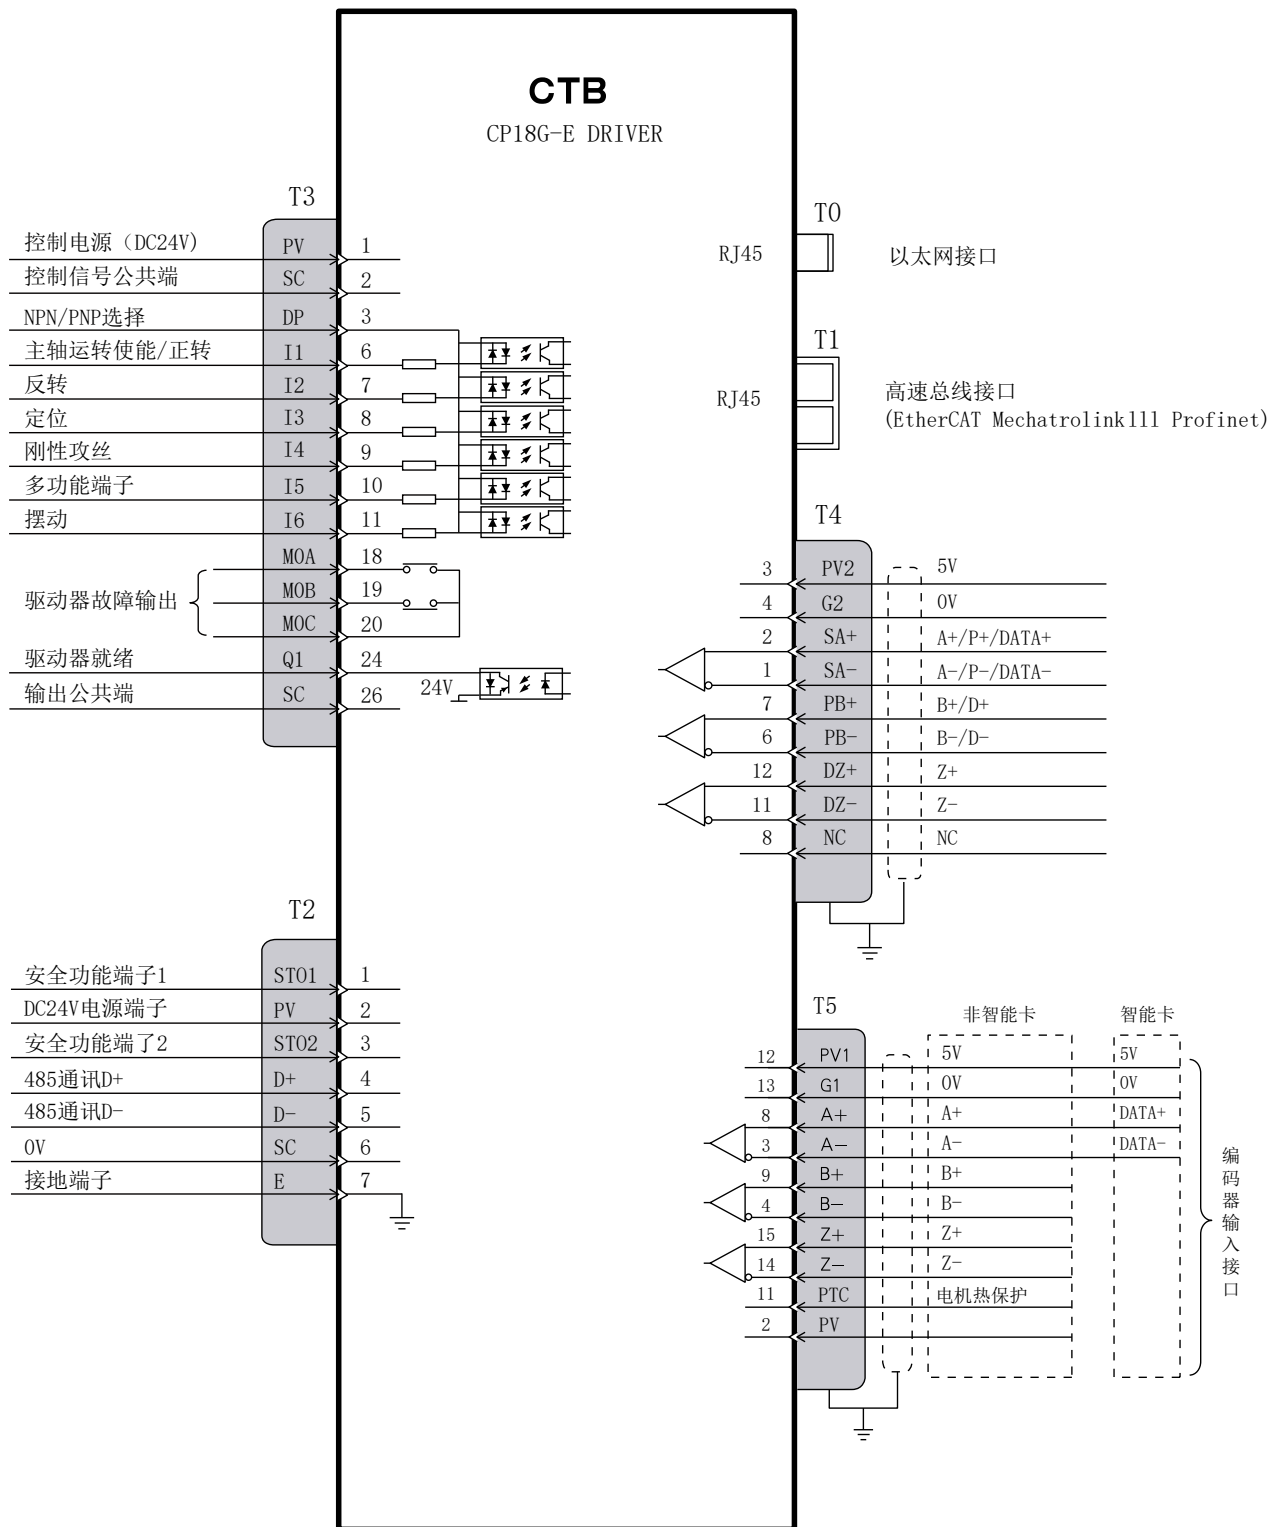 CTB
CP18G-E DRIVER
T3
控制电源（DC24V) PV 1
控制信号公共端 SC 2
NPN/PNP选择 DP 3
主轴运转使能/正转 I1 6
反转 I2 7
定位 I3 8
刚性攻丝 I4 9
多功能端子 I5 10
摆动 I6 11
驱动器故障输出
MOA 18
MOB 19
MOC 20
驱动器就绪 Q1 24
输出公共端 SC 26
24V
T2
安全功能端子1 STO1 1
DC24V电源端子 PV 2
安全功能端了2 STO2 3
485通讯D+ D+ 4
485通讯D- D- 5
0V SC 6
接地端子 E 7
T0
RJ45 以太网接口
T1
RJ45 高速总线接口
(EtherCAT MechatrolinklII Profinet)
T4
3 PV2 5V
4 G2 0V
2 SA+ A+/P+/DATA+
1 SA- A-/P-/DATA-
7 PB+ B+/D+
6 PB- B-/D-
12 DZ+ Z+
11 DZ- Z-
8 NC NC
T5 非智能卡 智能卡
12 PV1 5V 5V
13 G1 0V 0V
8 A+ A+ DATA+
3 A- A- DATA-
9 B+ B+
4 B- B-
15 Z+ Z+
14 Z- Z-
11 PTC 电机热保护
2 PV
编码器输入接口